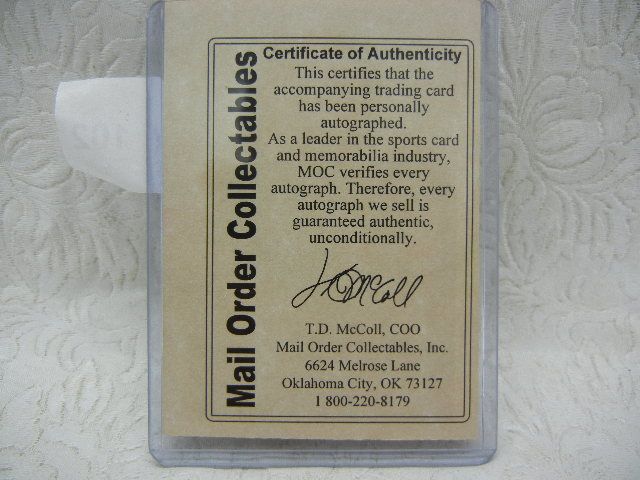 Mail Order Collectables
Certificate of Authenticity
This certifies that the
accompanying trading card
has been personally
autographed.
As a leader in the sports card
and memorabilia industry,
MOC verifies every
autograph. Therefore, every
autograph we sell is
guaranteed authentic,
unconditionally.
T.D. McColl
T.D. McColl, COO
Mail Order Collectables, Inc.
6624 Melrose Lane
Oklahoma City, OK 73127
1 800-220-8179